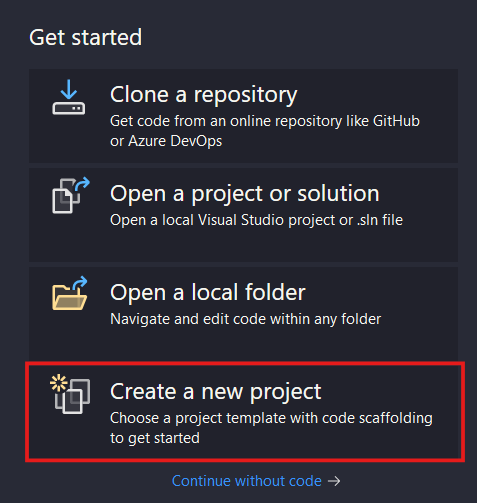 Get started
Clone a repository
Get code from an online repository like GitHub
or Azure DevOps
Open a project or solution
Open a local Visual Studio project or .sln file
Open a local folder
Navigate and edit code within any folder
Create a new project
Choose a project template with code scaffolding
to get started
Continue without code →